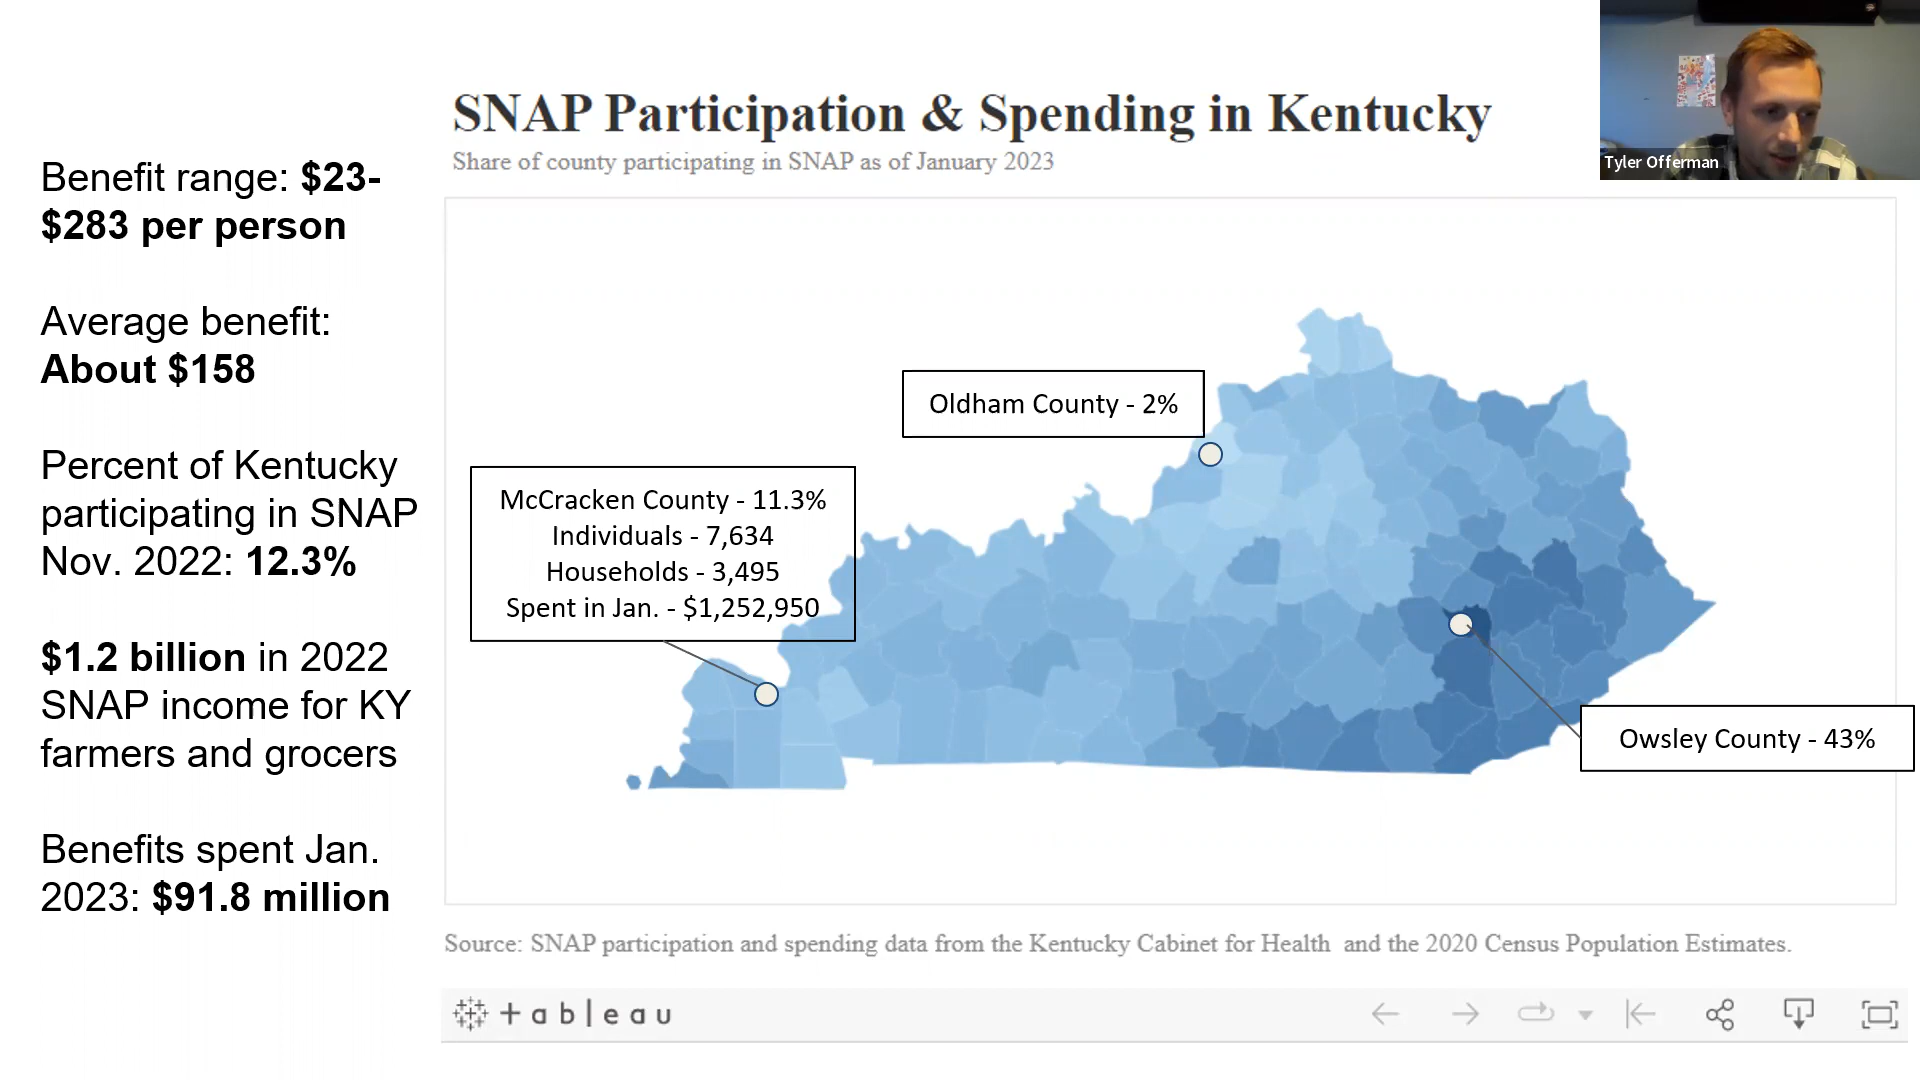 SNAP Participation & Spending in Kentucky
Share of county participating in SNAP as of January 2023
Tyler Offerman
Benefit range: $23-
$283 per person
Average benefit:
About $158
Percent of Kentucky
participating in SNAP
Nov. 2022: 12.3%
$1.2 billion in 2022
SNAP income for KY
farmers and grocers
Benefits spent Jan.
2023: $91.8 million
Oldham County - 2%
McCracken County - 11.3%
Individuals - 7,634
Households - 3,495
Spent in Jan. - $1,252,950
Owsley County - 43%
Source: SNAP participation and spending data from the Kentucky Cabinet for Health and the 2020 Census Population Estimates.
+ableau